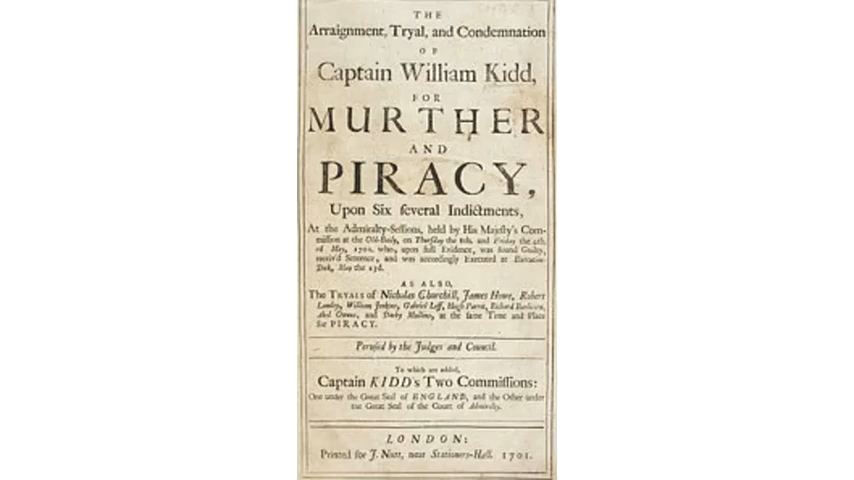 THE
Arraignment, Tryal, and Condemnation
OF
Captain William Kidd,
FOR
MURTHER
AND
PIRACY,
Upon Six several Indictments,
At the Admiralty-Sessions, held by His Majesty's Com-
mission at the Old-Baily, on Thursday the 8th. and Friday the 9th.
of May, 1701. who, upon full Evidence, was found Guilty,
receiv'd Sentence, and was accordingly Executed at Execution-
Dock, May the 23d.
AS ALSO,
The TRYALS of Nicholas Churchill, James Howe, Robert
Lamley, William Jenkins, Gabriel Loff, Hugh Parrot, Richard Barlicorn,
Abel Owens, and Darby Mullins, at the same Time and Place
for PIRACY.
Perused by the Judges and Council.
To which are added,
Captain KIDD's Two Commissions:
One under the Great Seal of ENGLAND, and the Other under
the Great Seal of the Court of Admiralty.
LONDON:
Printed for J. Nutt, near Stationers-Hall. 1701.